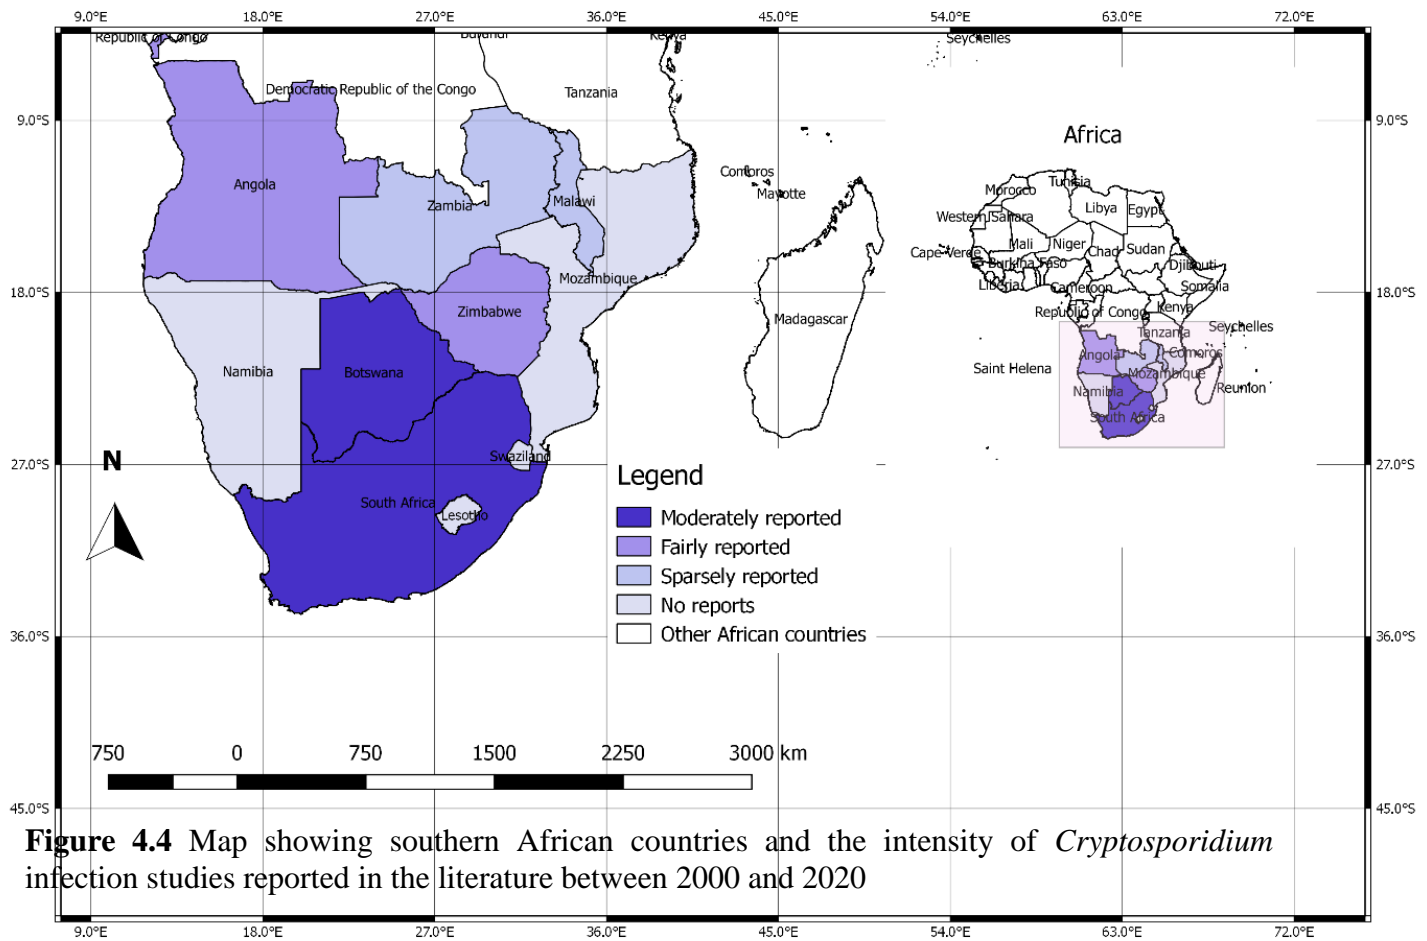 9.0°E 18.0°E 27.0°E 36.0°E 45.0°E 54.0°E 63.0°E 72.0°E
Republic of Congo
Burundi
Kenya
Seychelles
Democratic Republic of the Congo
Tanzania
9.0°S
9.0°S
Africa
Angola
Zambia
Malawi
Comoros
Mayotte
Mozambique
18.0°S
18.0°S
Zimbabwe
Madagascar
Namibia
Botswana
Swaziland
South Africa
Lesotho
Tunisia
Morocco
Libya
Egypt
Western Sahara
Mali
Niger
Chad
Sudan
Cape Verde
Burkina Faso
Djibouti
Liberia
Cameroon
Somalia
Republic of Congo
Kenya
Tanzania
Seychelles
Angola
Comoros
Saint Helena
Mozambique
Namibia
Reunion
South Africa
27.0°S
27.0°S
N
Legend
Moderately reported
Fairly reported
Sparsely reported
No reports
Other African countries
36.0°S
36.0°S
750 0 750 1500 2250 3000 km
45.0°S
45.0°S
Figure 4.4 Map showing southern African countries and the intensity of Cryptosporidium
infection studies reported in the literature between 2000 and 2020
9.0°E 18.0°E 27.0°E 36.0°E 45.0°E 54.0°E 63.0°E 72.0°E